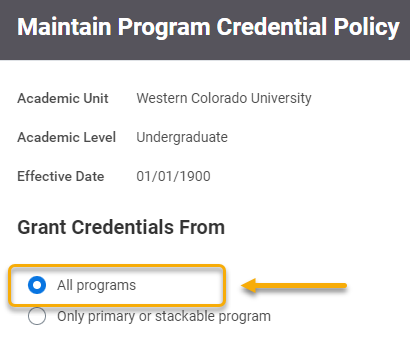 Maintain Program Credential Policy
Academic Unit Western Colorado University
Academic Level Undergraduate
Effective Date 01/01/1900
Grant Credentials From
All programs
Only primary or stackable program